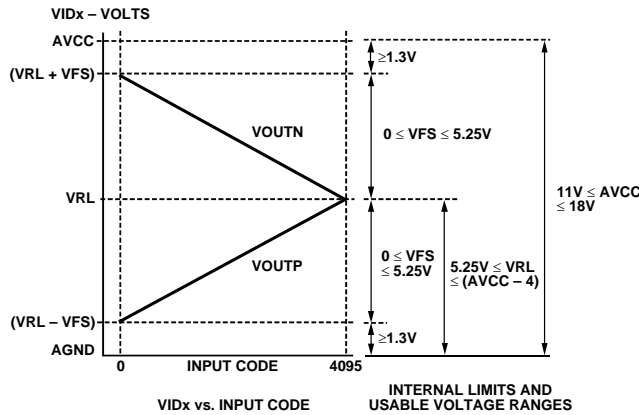 VIDx – VOLTS
AVCC
(VRL + VFS)
VRL
(VRL – VFS)
AGND
VOUTN
VOUTP
0
INPUT CODE
4095
VIDx vs. INPUT CODE
≥1.3V
0 ≤ VFS ≤ 5.25V
0 ≤ VFS
≤ 5.25V
≥1.3V
5.25V ≤ VRL
≤ (AVCC – 4)
11V ≤ AVCC
≤ 18V
INTERNAL LIMITS AND
USABLE VOLTAGE RANGES